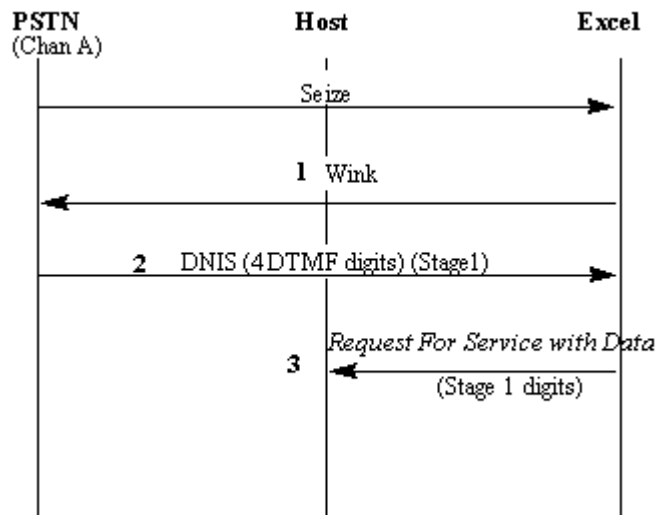 PSTN Host Excel
(Chan A)
Seize
1 Wink
2 DNIS (4DTMF digits) (Stage1)
Request For Service with Data
3
(Stage 1 digits)